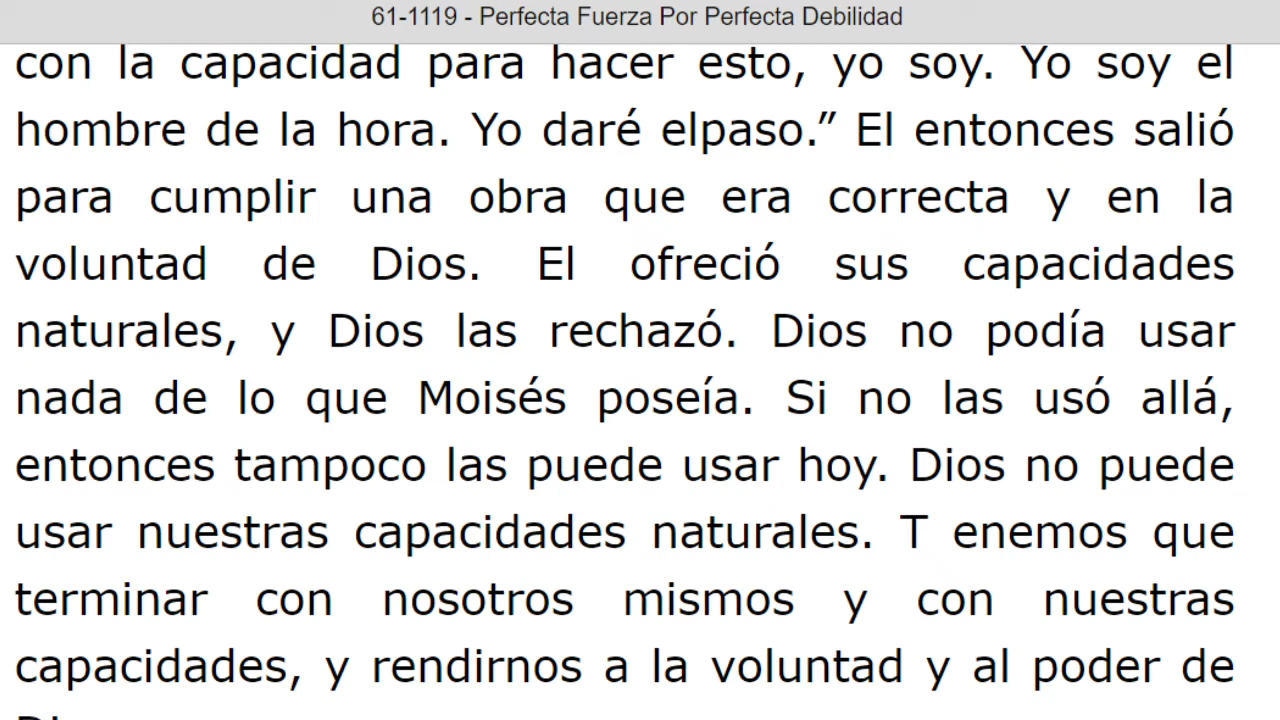 61-1119 - Perfecta Fuerza Por Perfecta Debilidad
con la capacidad para hacer esto, yo soy. Yo soy el
hombre de la hora. Yo daré elpaso.” El entonces salió
para cumplir una obra que era correcta y en la
voluntad de Dios. El ofreció sus capacidades
naturales, y Dios las rechazó. Dios no podía usar
nada de lo que Moisés poseía. Si no las usó allá,
entonces tampoco las puede usar hoy. Dios no puede
usar nuestras capacidades naturales. T enemos que
terminar con nosotros mismos y con nuestras
capacidades, y rendirnos a la voluntad y al poder de